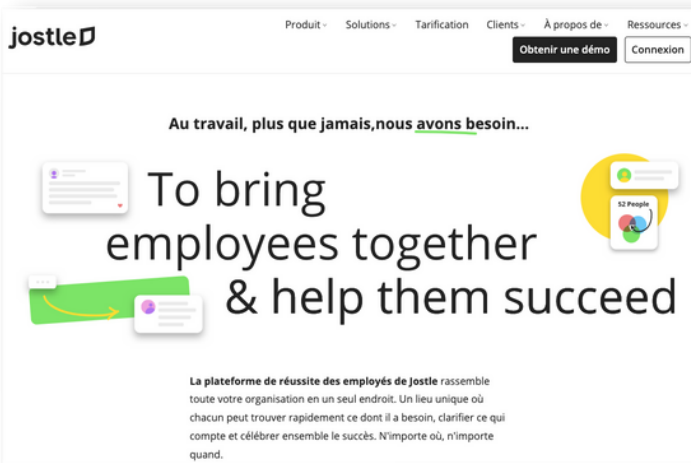 jostle
Produit Solutions Tarification Clients À propos de Ressources
Obtenir une démo Connexion
Au travail, plus que jamais,nous avons besoin...
To bring
employees together
& help them succeed
52 People
La plateforme de réussite des employés de Jostle rassemble
toute votre organisation en un seul endroit. Un lieu unique où
chacun peut trouver rapidement ce dont il a besoin, clarifier ce qui
compte et célébrer ensemble le succès. N'importe où, n'importe
quand.